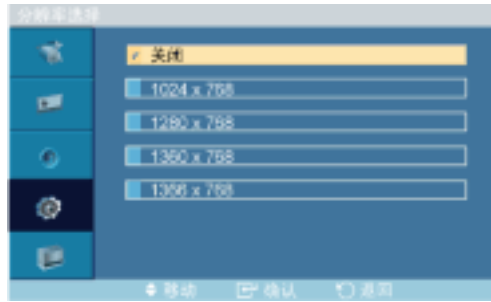 分辨率选择
关闭
1024 x 768
1280 x 768
1360 x 768
1366 x 768
移动 确认 返回